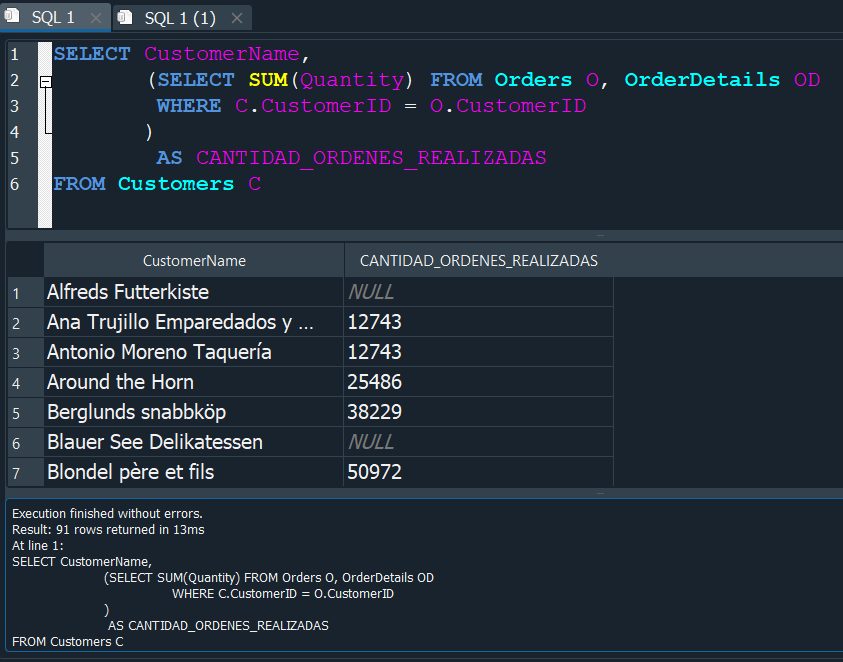 SQL 1 SQL 1 (1)
1 SELECT CustomerName,
2 (SELECT SUM(Quantity) FROM Orders O, OrderDetails OD
3 WHERE C.CustomerID = O.CustomerID
4 )
5 AS CANTIDAD_ORDENES_REALIZADAS
6 FROM Customers C
CustomerName CANTIDAD_ORDENES_REALIZADAS
1 Alfreds Futterkiste NULL
2 Ana Trujillo Emparedados y ... 12743
3 Antonio Moreno Taquería 12743
4 Around the Horn 25486
5 Berglunds snabbköp 38229
6 Blauer See Delikatessen NULL
7 Blondel père et fils 50972
Execution finished without errors.
Result: 91 rows returned in 13ms
At line 1:
SELECT CustomerName,
(SELECT SUM(Quantity) FROM Orders O, OrderDetails OD
WHERE C.CustomerID = O.CustomerID
)
AS CANTIDAD_ORDENES_REALIZADAS
FROM Customers C